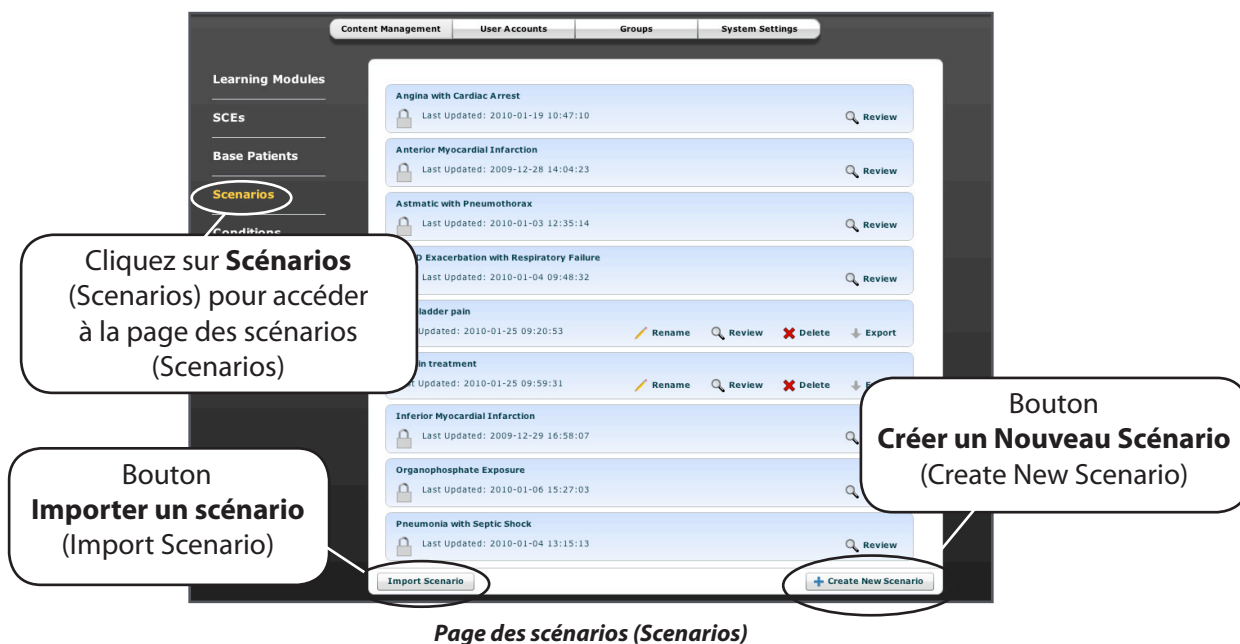 Content Management User Accounts Groups System Settings
Learning Modules
SCEs
Base Patients
Scenarios
Conditions
Cliquez sur Scénarios
(Scenarios) pour accéder
à la page des scénarios
(Scenarios)
Angina with Cardiac Arrest
Last Updated: 2010-01-19 10:47:10 Review
Anterior Myocardial Infarction
Last Updated: 2009-12-28 14:04:23 Review
Astmatic with Pneumothorax
Last Updated: 2010-01-03 12:35:14 Review
Exacerbation with Respiratory Failure
Last Updated: 2010-01-04 09:48:32 Review
pain
Updated: 2010-01-25 09:20:53 Rename Review Delete Export
treatment
Updated: 2010-01-25 09:59:31 Rename Review Delete
Inferior Myocardial Infarction
Last Updated: 2009-12-29 16:58:07
Organophosphate Exposure
Last Updated: 2010-01-06 15:27:03
Pneumonia with Septic Shock
Last Updated: 2010-01-04 13:15:13 Review
Import Scenario Create New Scenario
Bouton
Importer un scénario
(Import Scenario)
Bouton
Créer un Nouveau Scénario
(Create New Scenario)
Page des scénarios (Scenarios)